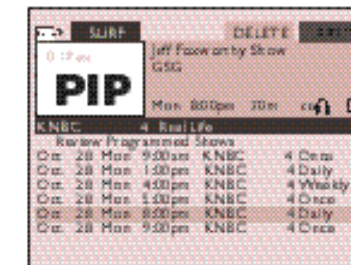 SURF DELETE
Jeff Foxworthy Show
GSG
PIP
Mon 8:00pm 30m
KNBC 4 Real Life
Review Programmed Shows
Oct 28 Mon 9:00am KNBC 4 Once
Oct 28 Mon 1:00pm KNBC 4 Daily
Oct 28 Mon 4:00pm KNBC 4 Weekly
Oct 28 Mon 5:00pm KNBC 4 Once
Oct 28 Mon 8:00pm KNBC 4 Daily
Oct 28 Mon 9:00pm KNBC 4 Once